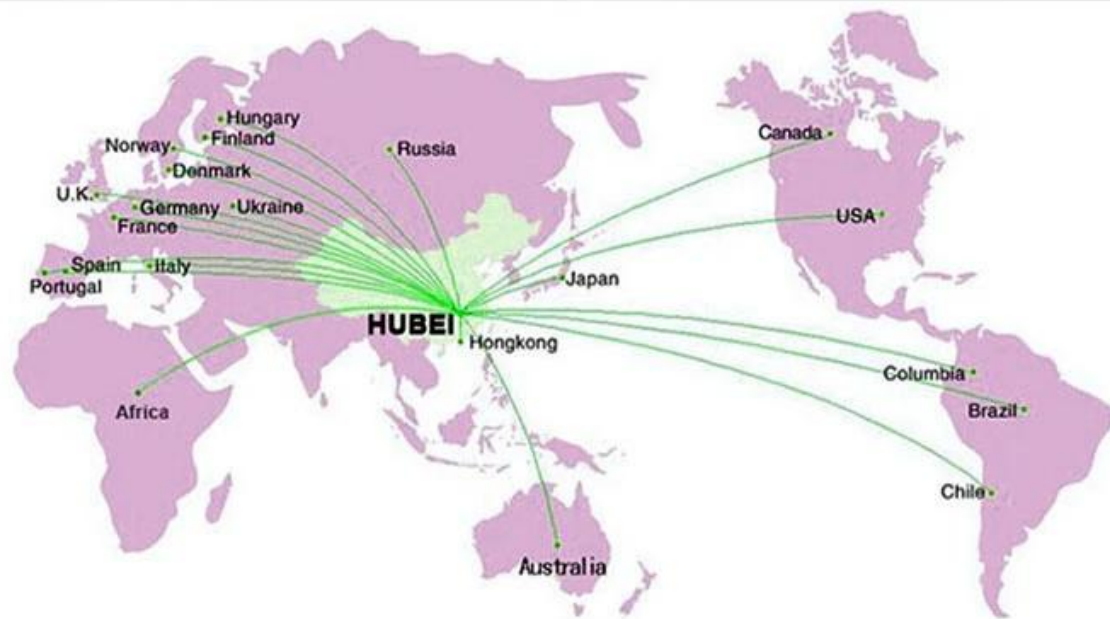 Hungary
Finland
Norway
Russia
Canada
Denmark
U.K.
Germany
Ukraine
USA
France
Spain
Italy
Japan
Portugal
HUBEI
Hongkong
Columbia
Africa
Brazil
Chile
Australia